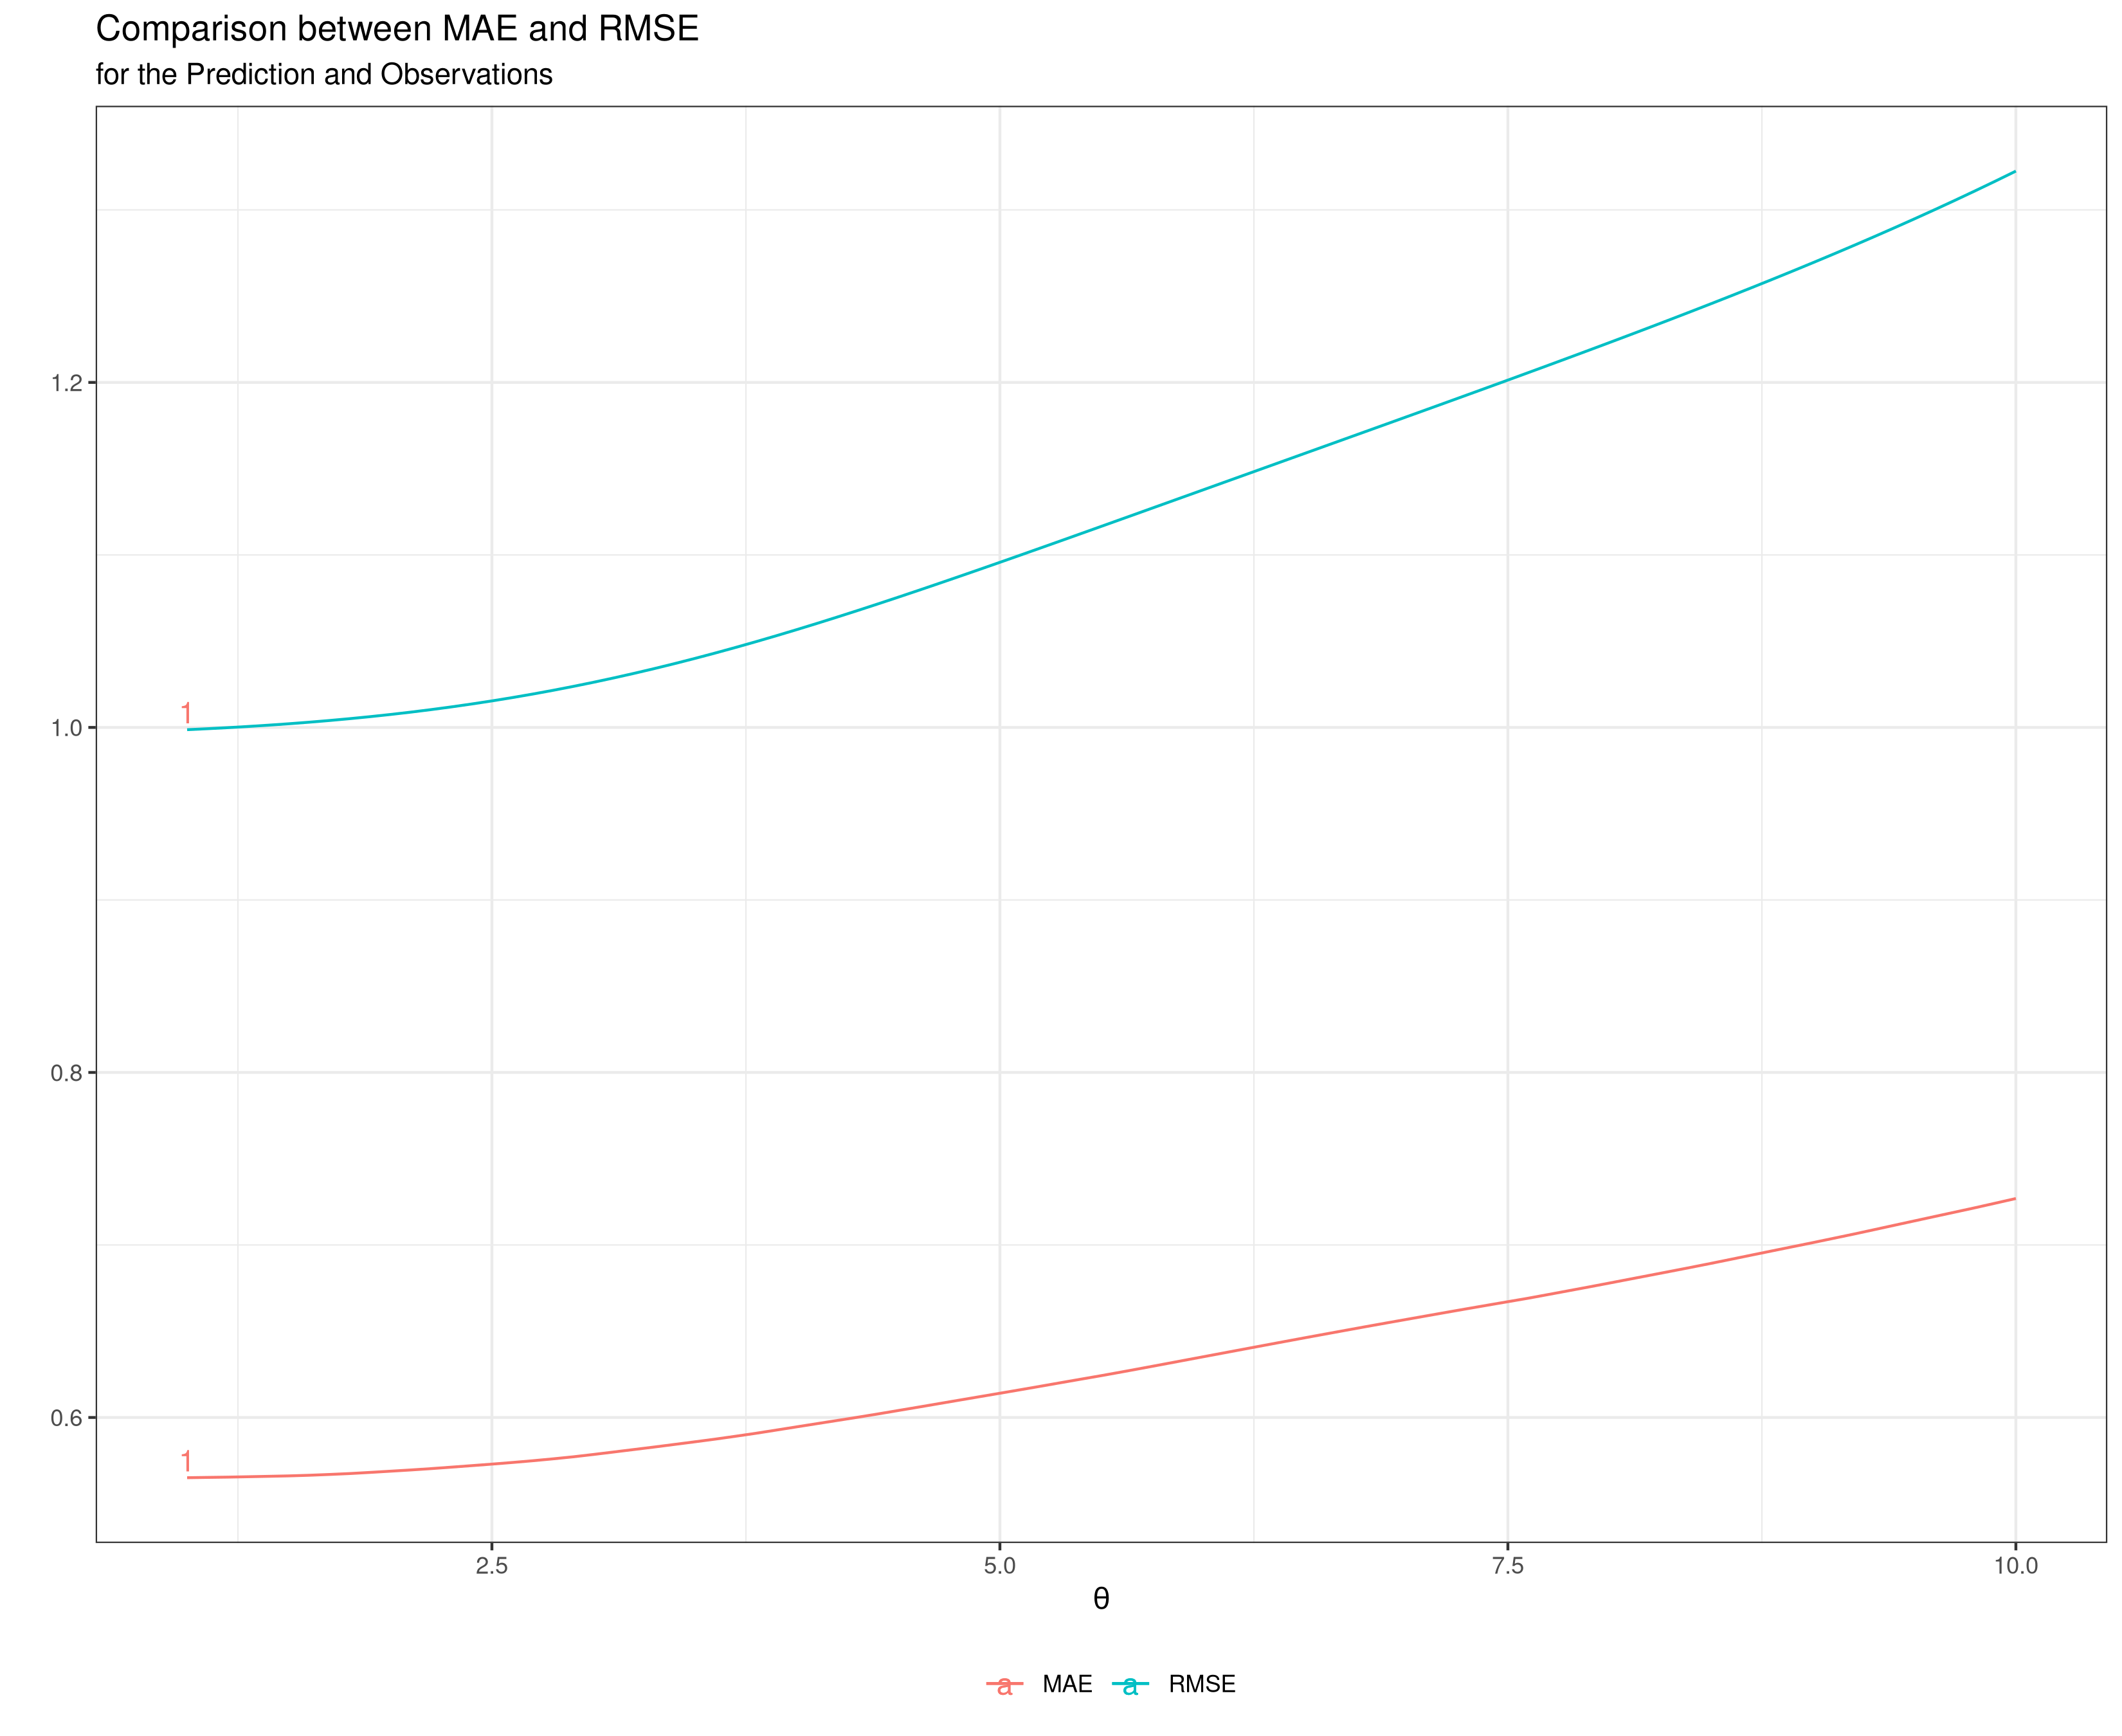 Comparison between MAE and RMSE
for the Prediction and Observations
1.2
1
1.0
0.8
1
0.6
2.5 5.0 7.5 10.0
θ
a MAE a RMSE